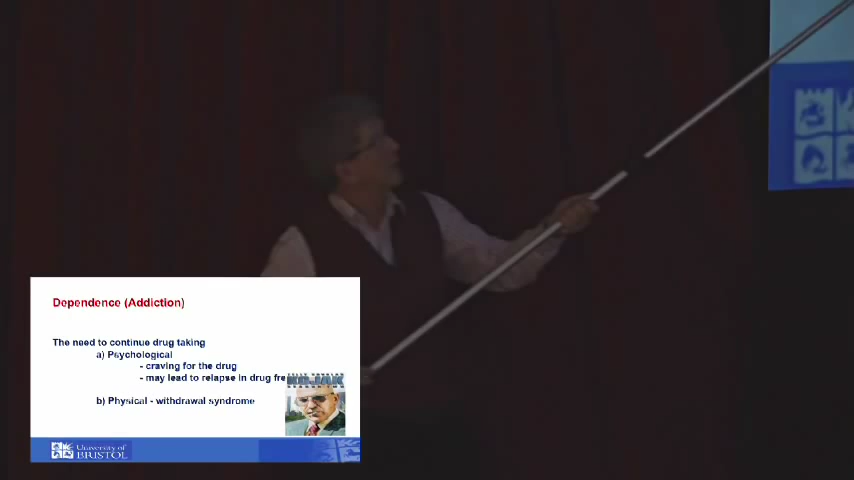 Dependence (Addiction)
The need to continue drug taking
a) Psychological
- craving for the drug
- may lead to relapse in drug fre
KOJAK
b) Physical - withdrawal syndrome
University of
BRISTOL